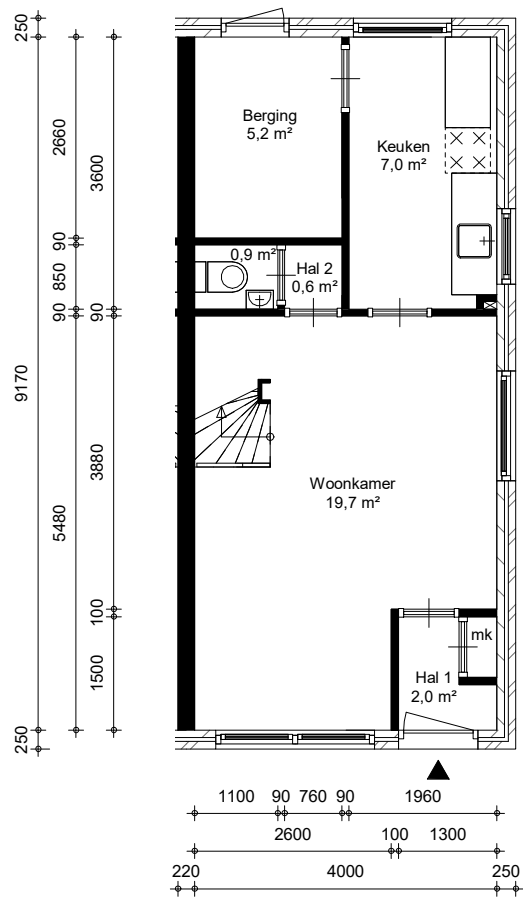 Berging
5,2 m²
Keuken
7,0 m²
0,9 m²
Hal 2
0,6 m²
Woonkamer
19,7 m²
mk
Hal 1
2,0 m²
250
2660
90
850
90
9170
5480
250
3600
90
3880
100
1500
1100 90 760 90 1960
2600 100 1300
220 4000 250